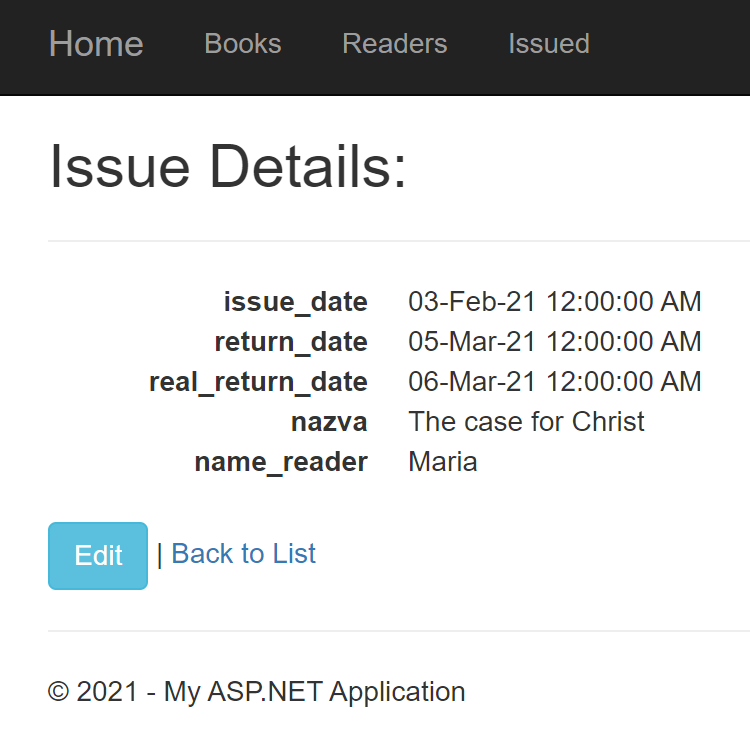 Home Books Readers Issued
Issue Details:
issue_date 03-Feb-21 12:00:00 AM
return_date 05-Mar-21 12:00:00 AM
real_return_date 06-Mar-21 12:00:00 AM
nazva The case for Christ
name_reader Maria
Edit | Back to List
© 2021 - My ASP.NET Application